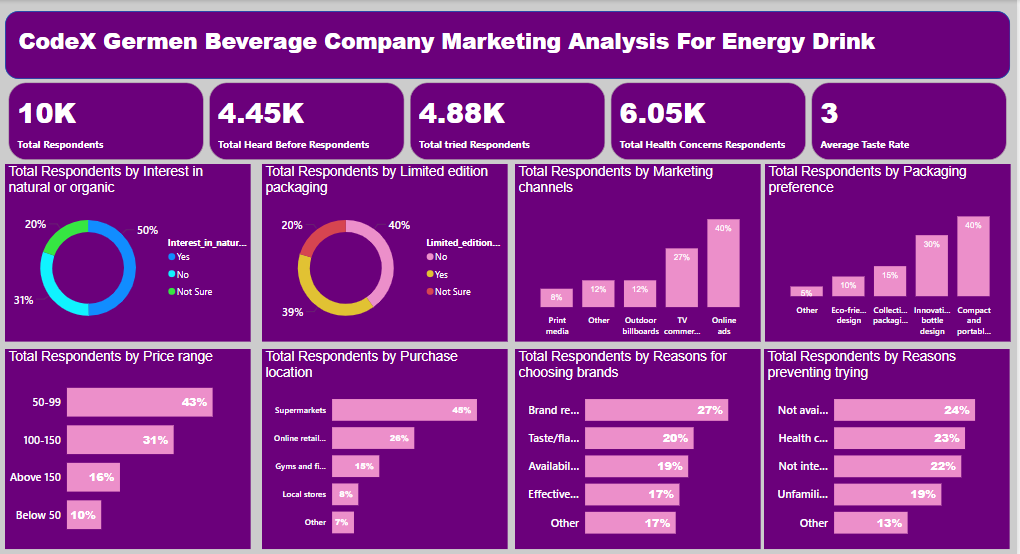 CodeX Germen Beverage Company Marketing Analysis For Energy Drink
10K
Total Respondents
4.45K
Total Heard Before Respondents
4.88K
Total tried Respondents
6.05K
Total Health Concerns Respondents
3
Average Taste Rate
Total Respondents by Interest in
natural or organic
20%
50%
31%
Interest_in_natur...
Yes
No
Not Sure
Total Respondents by Limited edition
packaging
20%
40%
39%
Limited_edition...
No
Yes
Not Sure
Total Respondents by Marketing
channels
8%
12%
12%
27%
40%
Print
media
Other
Outdoor
billboards
TV
commer...
Online
ads
Total Respondents by Packaging
preference
5%
10%
15%
30%
40%
Other
Eco-frie...
design
Collecti...
packagi...
Innovati...
bottle
design
Compact
and
portabl...
Total Respondents by Price range
50-99 43%
100-150 31%
Above 150 16%
Below 50 10%
Total Respondents by Purchase
location
Supermarkets 48%
Online retail... 26%
Gyms and fi... 15%
Local stores 8%
Other 7%
Total Respondents by Reasons for
choosing brands
Brand re... 27%
Taste/fla... 20%
Availabil... 19%
Effective... 17%
Other 17%
Total Respondents by Reasons
preventing trying
Not avai... 24%
Health c... 23%
Not inte... 22%
Unfamili... 19%
Other 13%